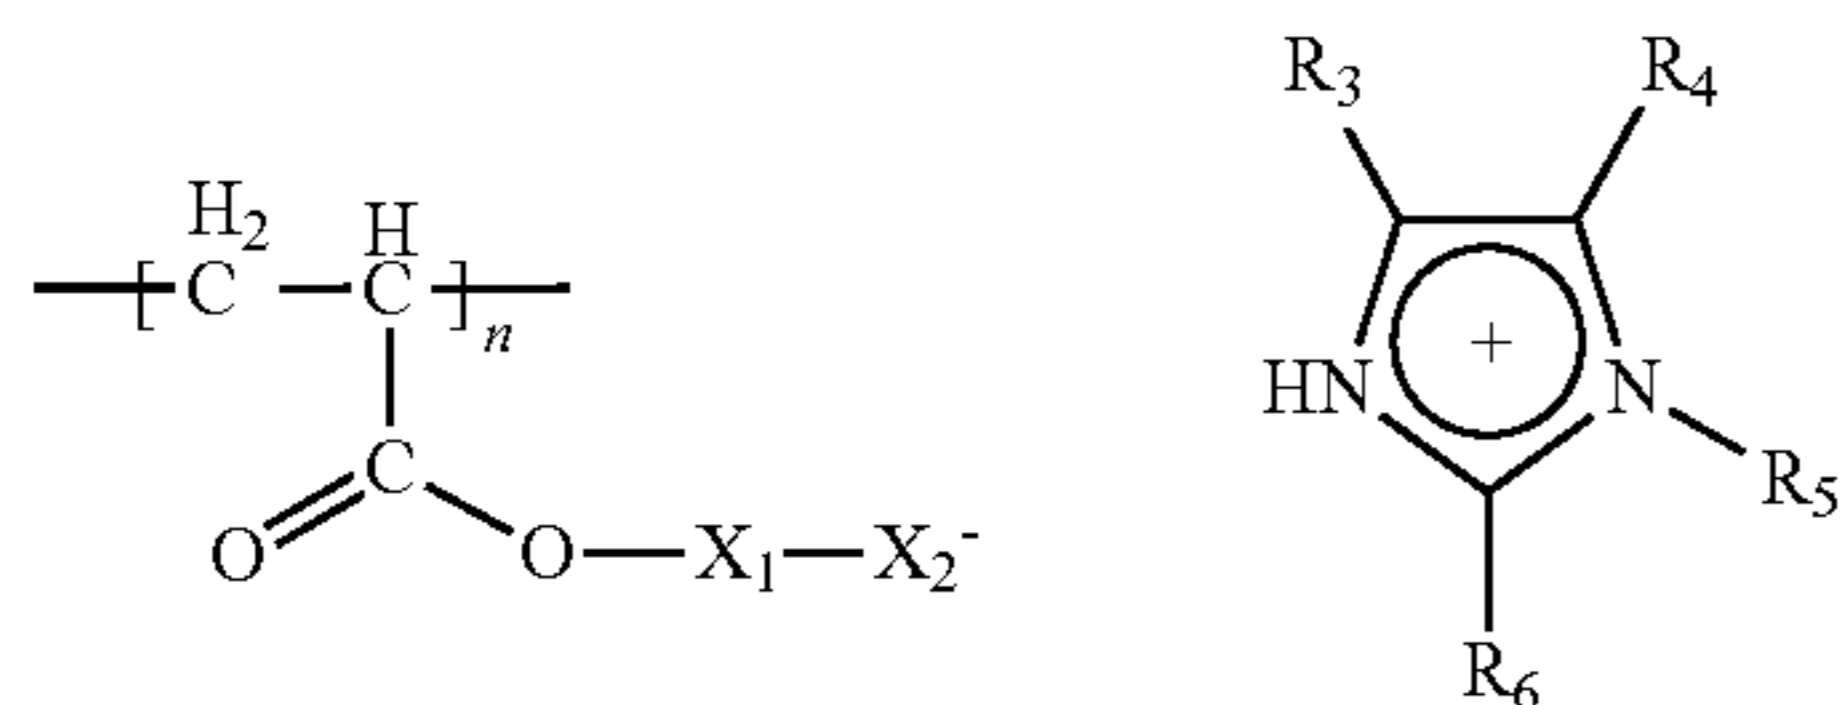 R3 R4
H2 H
[ C C ]n
+
HN N
C R5
O O X1 X2-
R6